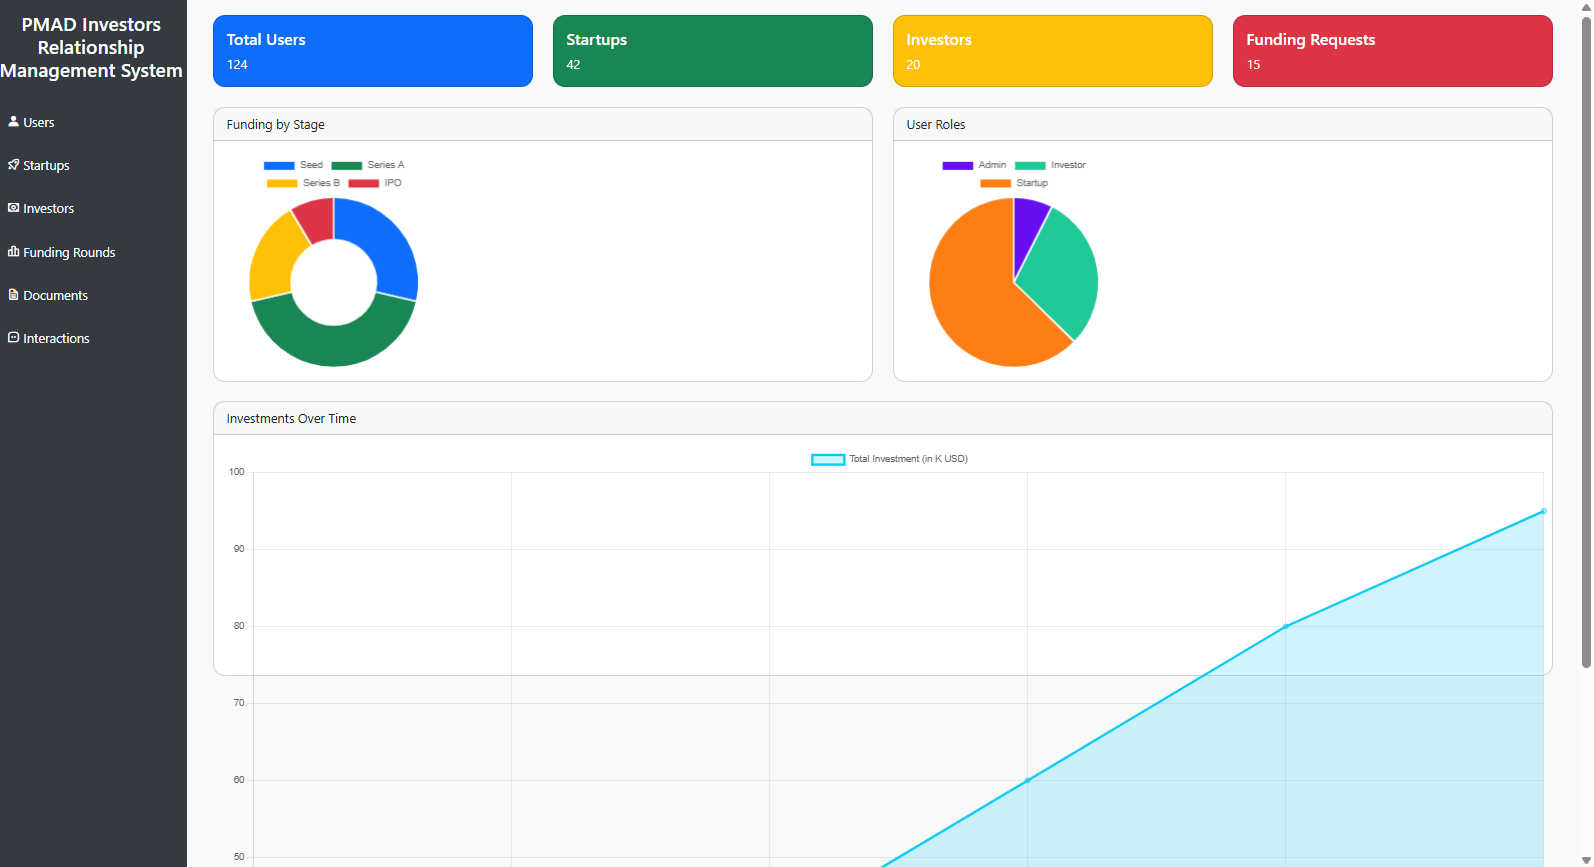 PMAD Investors
Relationship
Management System
Users
Startups
Investors
Funding Rounds
Documents
Interactions
Total Users
124
Startups
42
Investors
20
Funding Requests
15
Funding by Stage
Seed Series A
Series B IPO
User Roles
Admin Investor
Startup
Investments Over Time
Total Investment (in K USD)
100
90
80
70
60
50